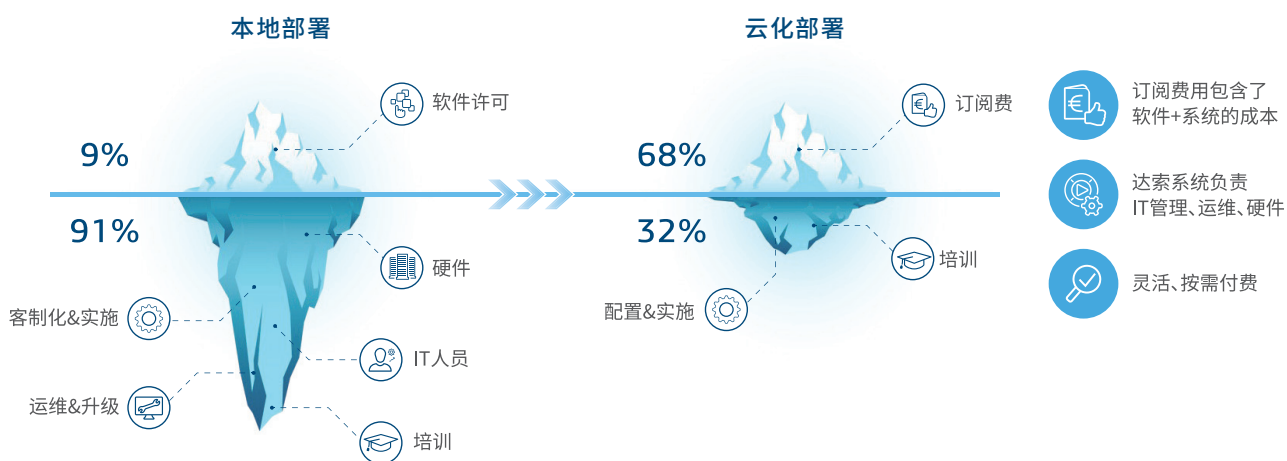 本地部署
软件许可
9%
91%
硬件
客制化&实施
IT人员
运维&升级
培训
云化部署
订阅费
68%
32%
培训
配置&实施
订阅费用包含了
软件+系统的成本
达索系统负责
IT管理、运维、硬件
灵活、按需付费